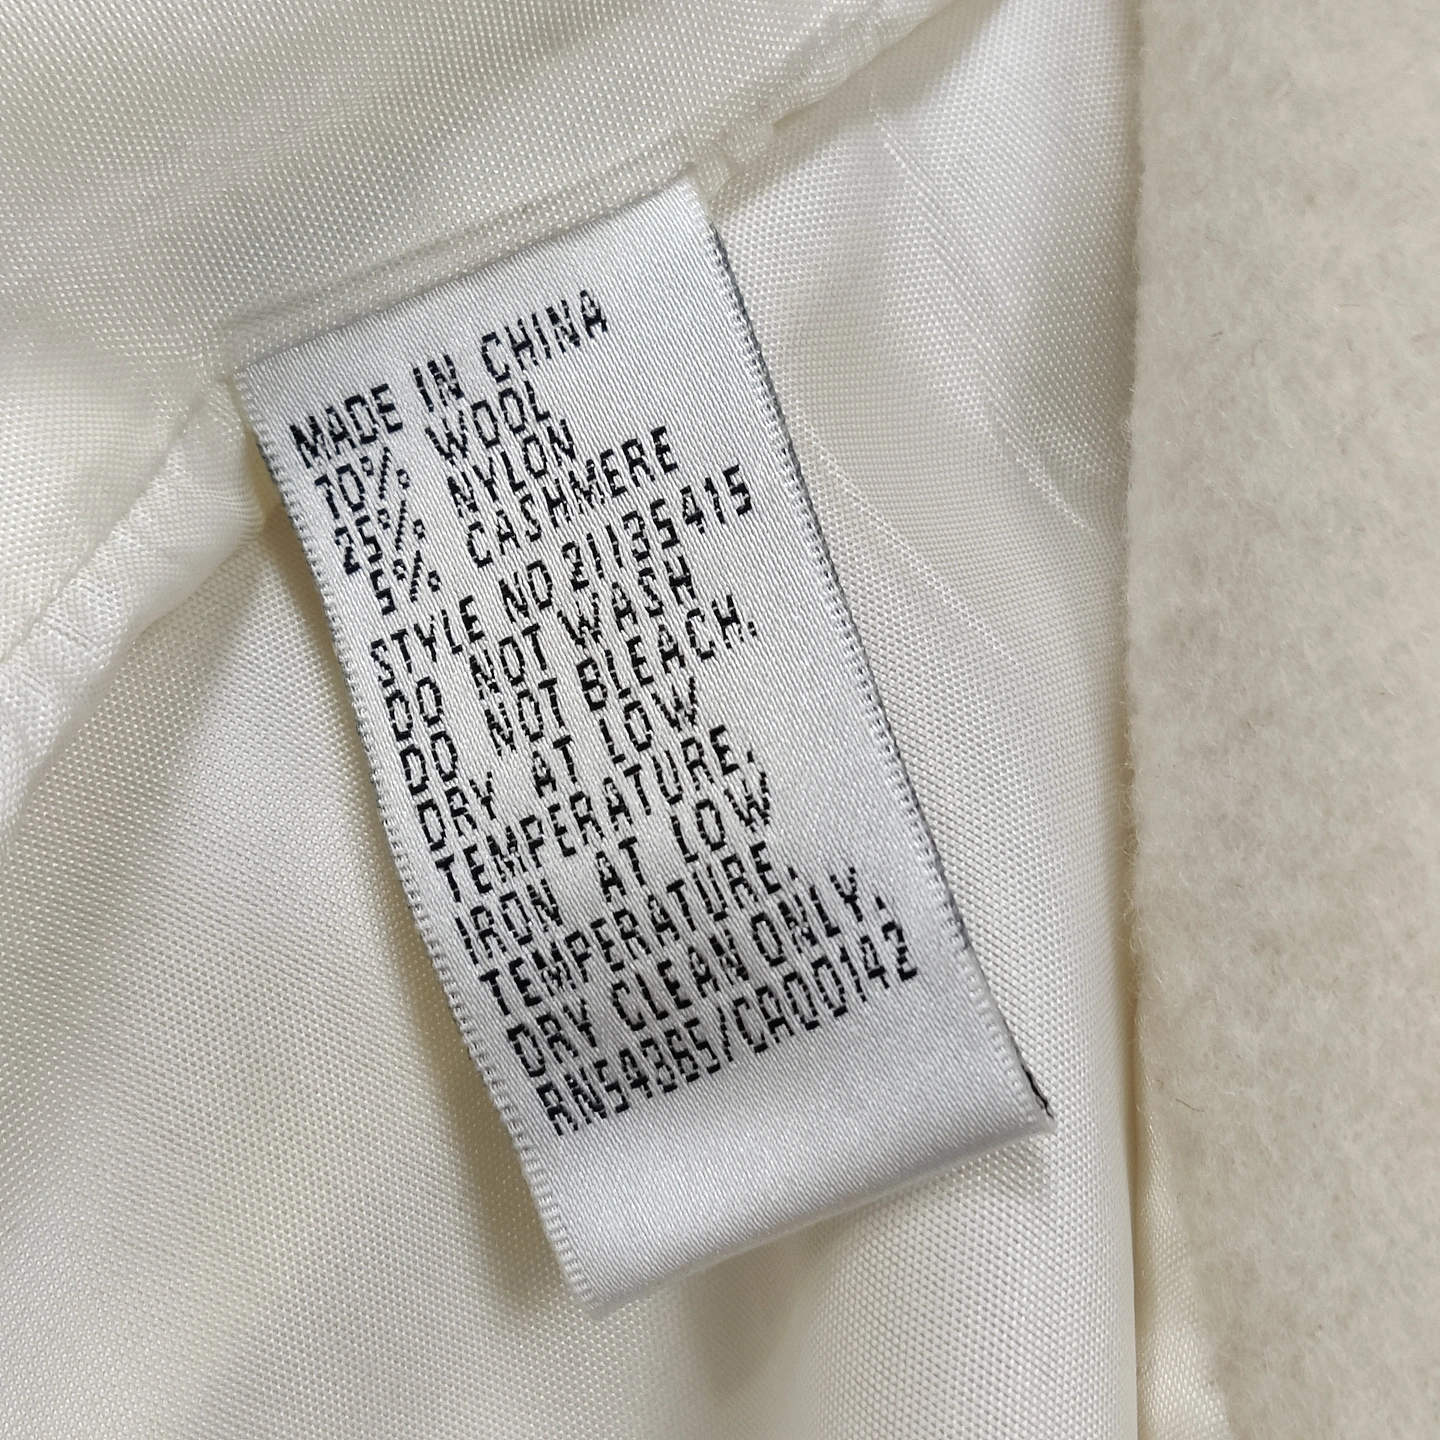 MADE IN CHINA
70% WOOL
25% NYLON
5% CASHMERE
STYLE NO 21135415
DO NOT WASH
DO NOT BLEACH.
DRY AT LOW
TEMPERATURE.
IRON AT LOW
TEMPERATURE.
DRY CLEAN ONLY.
RN54365/CA00142